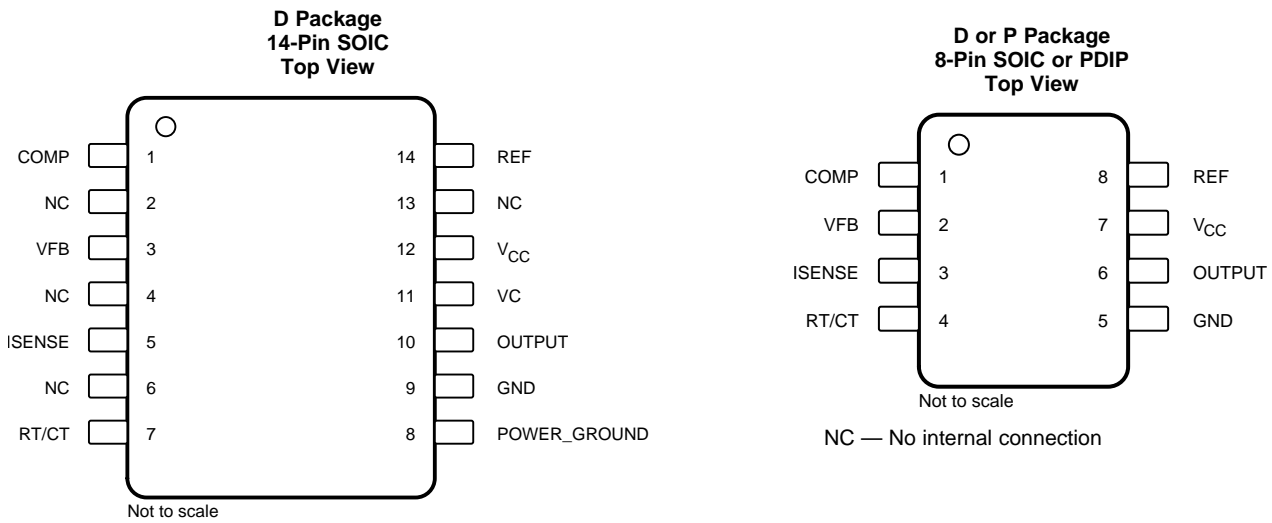 D Package
14-Pin SOIC
Top View
COMP 1 14 REF
NC 2 13 NC
VFB 3 12 VCC
NC 4 11 VC
ISENSE 5 10 OUTPUT
NC 6 9 GND
RT/CT 7 8 POWER_GROUND
Not to scale
D or P Package
8-Pin SOIC or PDIP
Top View
COMP 1 8 REF
VFB 2 7 VCC
ISENSE 3 6 OUTPUT
RT/CT 4 5 GND
Not to scale
NC — No internal connection